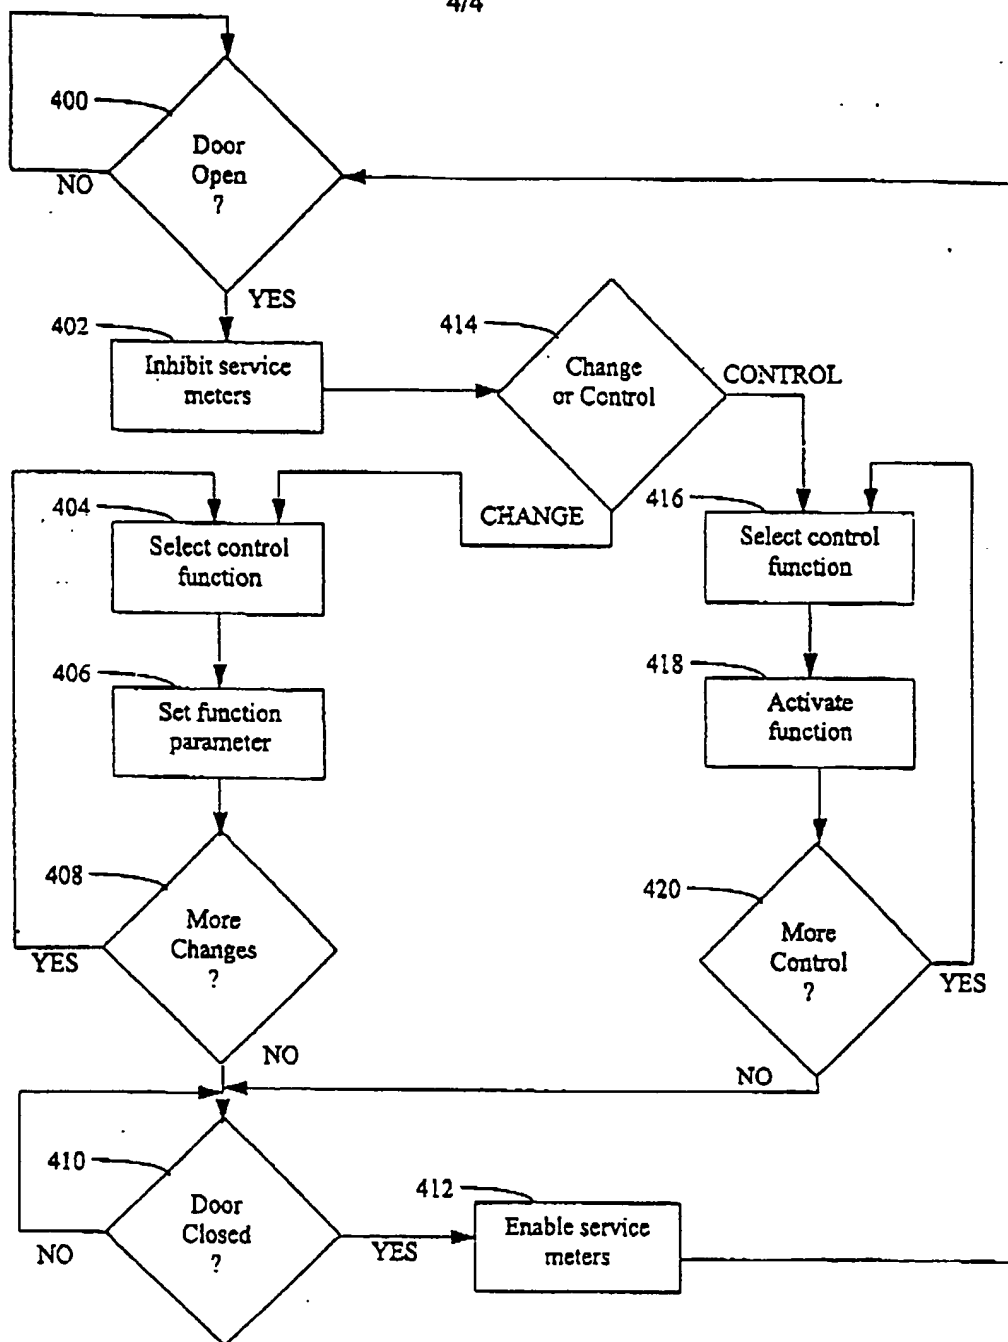 4/4
400
Door
Open
?
NO
YES
402
Inhibit service
meters
414
Change
or Control
CONTROL
CHANGE
404
Select control
function
416
Select control
function
406
Set function
parameter
418
Activate
function
408
More
Changes
?
YES
NO
420
More
Control
?
YES
NO
410
Door
Closed
?
NO
YES
412
Enable service
meters